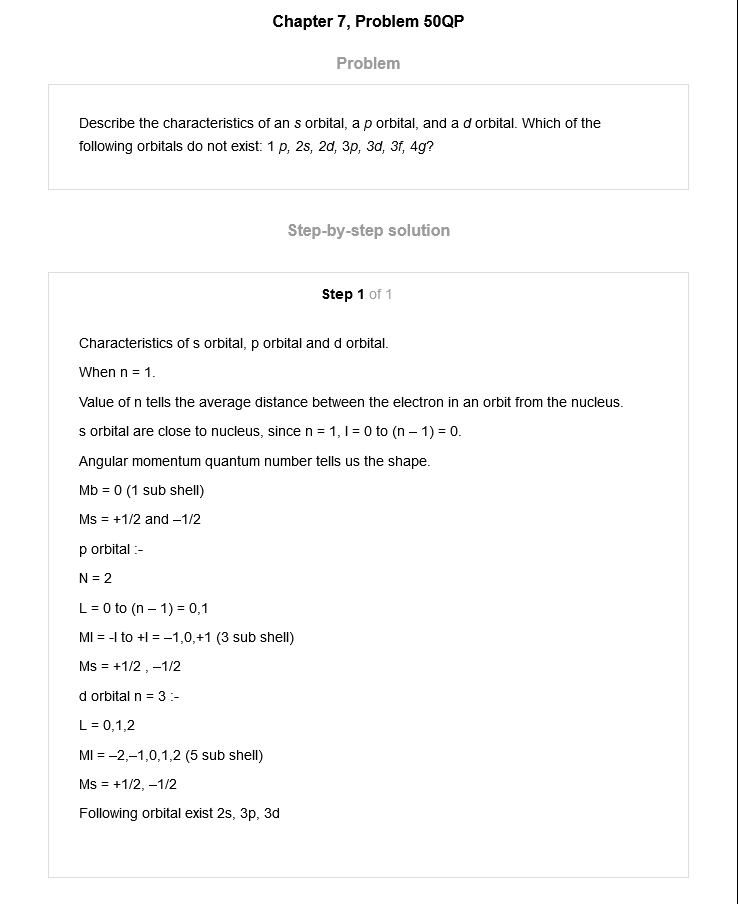 Chapter 7, Problem 50QP
Problem
Describe the characteristics of an s orbital, a p orbital, and a d orbital. Which of the
following orbitals do not exist: 1 p, 2s, 2d, 3p, 3d, 3f, 4g?
Step-by-step solution
Step 1 of 1
Characteristics of s orbital, p orbital and d orbital.
When n = 1.
Value of n tells the average distance between the electron in an orbit from the nucleus.
s orbital are close to nucleus, since n = 1, l = 0 to (n – 1) = 0.
Angular momentum quantum number tells us the shape.
Mb = 0 (1 sub shell)
Ms = +1/2 and –1/2
p orbital :-
N = 2
L = 0 to (n – 1) = 0,1
Ml = -l to +l = –1,0,+1 (3 sub shell)
Ms = +1/2 , –1/2
d orbital n = 3 :-
L = 0,1,2
Ml = –2,–1,0,1,2 (5 sub shell)
Ms = +1/2, –1/2
Following orbital exist 2s, 3p, 3d